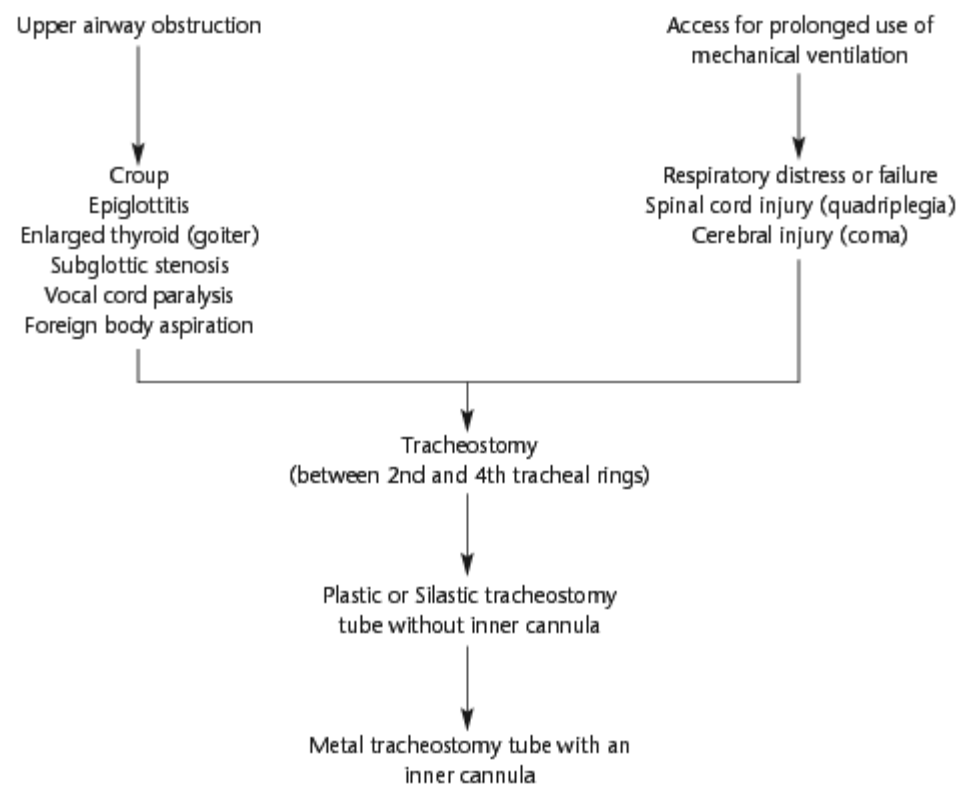 Upper airway obstruction
Access for prolonged use of
mechanical ventilation
Croup
Epiglottitis
Enlarged thyroid (goiter)
Subglottic stenosis
Vocal cord paralysis
Foreign body aspiration
Respiratory distress or failure
Spinal cord injury (quadriplegia)
Cerebral injury (coma)
Tracheostomy
(between 2nd and 4th tracheal rings)
Plastic or Silastic tracheostomy
tube without inner cannula
Metal tracheostomy tube with an
inner cannula